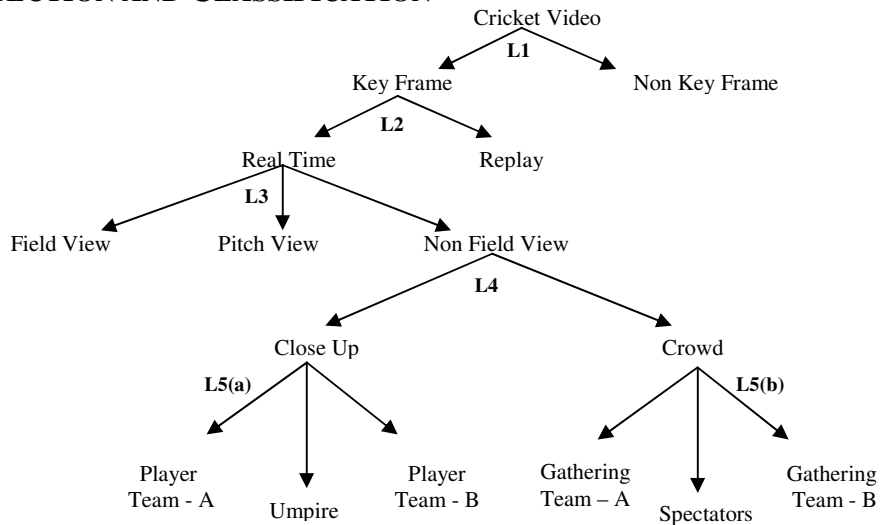 Cricket Video
L1
Key Frame
Non Key Frame
L2
Real Time
Replay
L3
Field View
Pitch View
Non Field View
L4
Close Up
Crowd
L5(a)
L5(b)
Player
Team - A
Umpire
Player
Team - B
Gathering
Team – A
Spectators
Gathering
Team - B